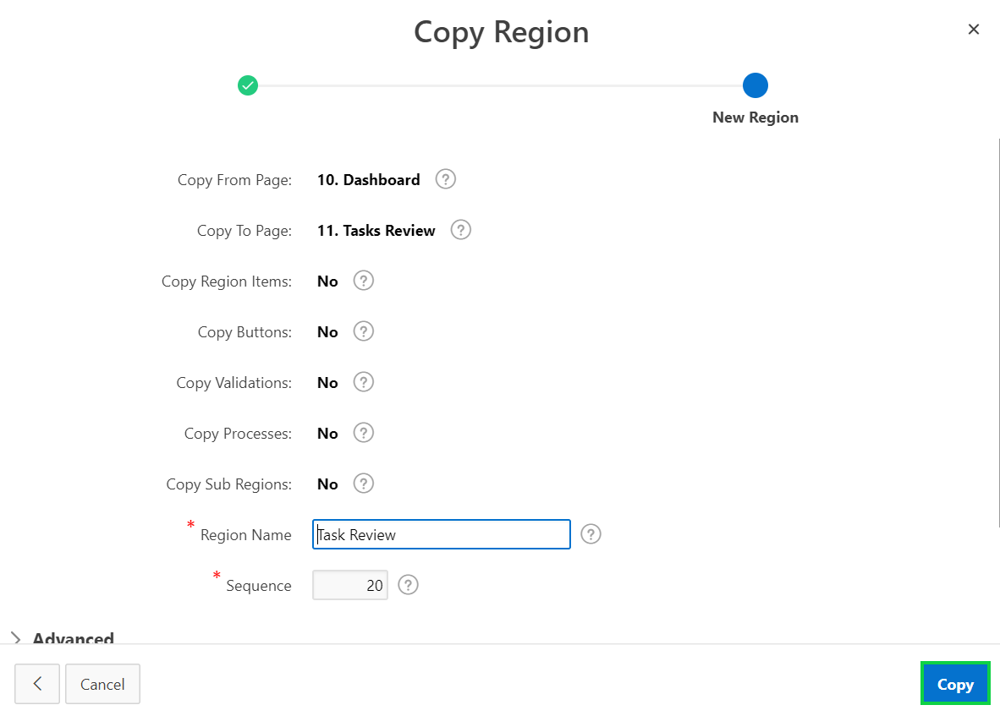 Copy Region
New Region
Copy From Page: 10. Dashboard ?
Copy To Page: 11. Tasks Review ?
Copy Region Items: No ?
Copy Buttons: No ?
Copy Validations: No ?
Copy Processes: No ?
Copy Sub Regions: No ?
* Region Name Task Review ?
* Sequence 20 ?
Advanced
Cancel Copy